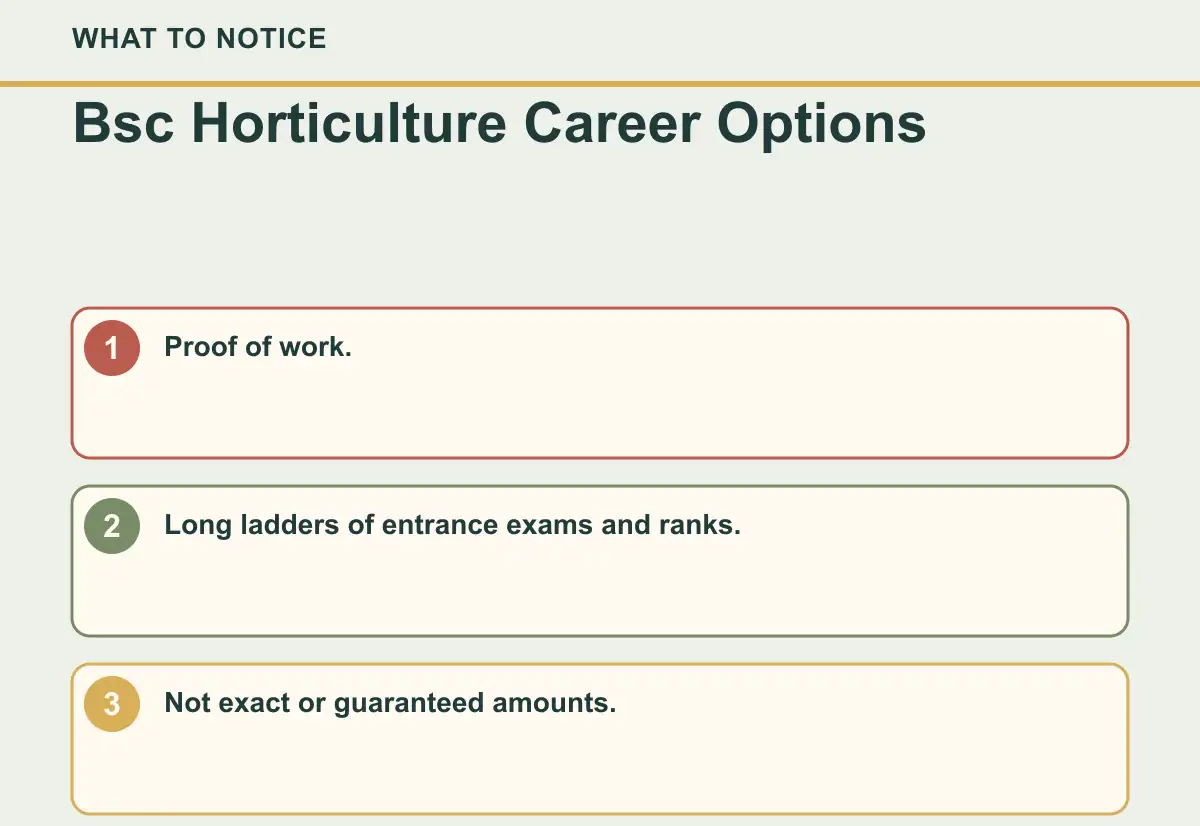 WHAT TO NOTICE
Bsc Horticulture Career Options
1 Proof of work.
2 Long ladders of entrance exams and ranks.
3 Not exact or guaranteed amounts.